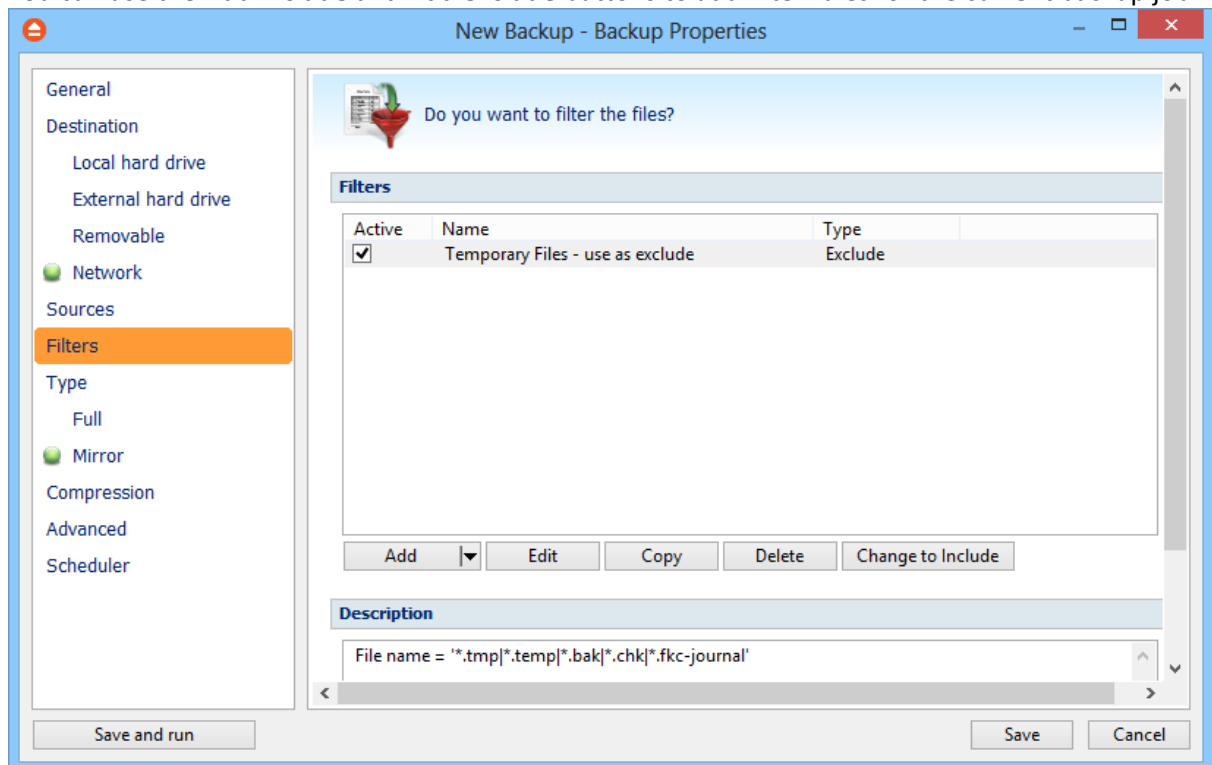 New Backup - Backup Properties
General
Destination
Local hard drive
External hard drive
Removable
Network
Sources
Filters
Type
Full
Mirror
Compression
Advanced
Scheduler
Do you want to filter the files?
Filters
Active Name Type
Temporary Files - use as exclude Exclude
Add Edit Copy Delete Change to Include
Description
File name = '*.tmp|*.temp|*.bak|*.chk|*.fkc-journal'
Save and run Save Cancel